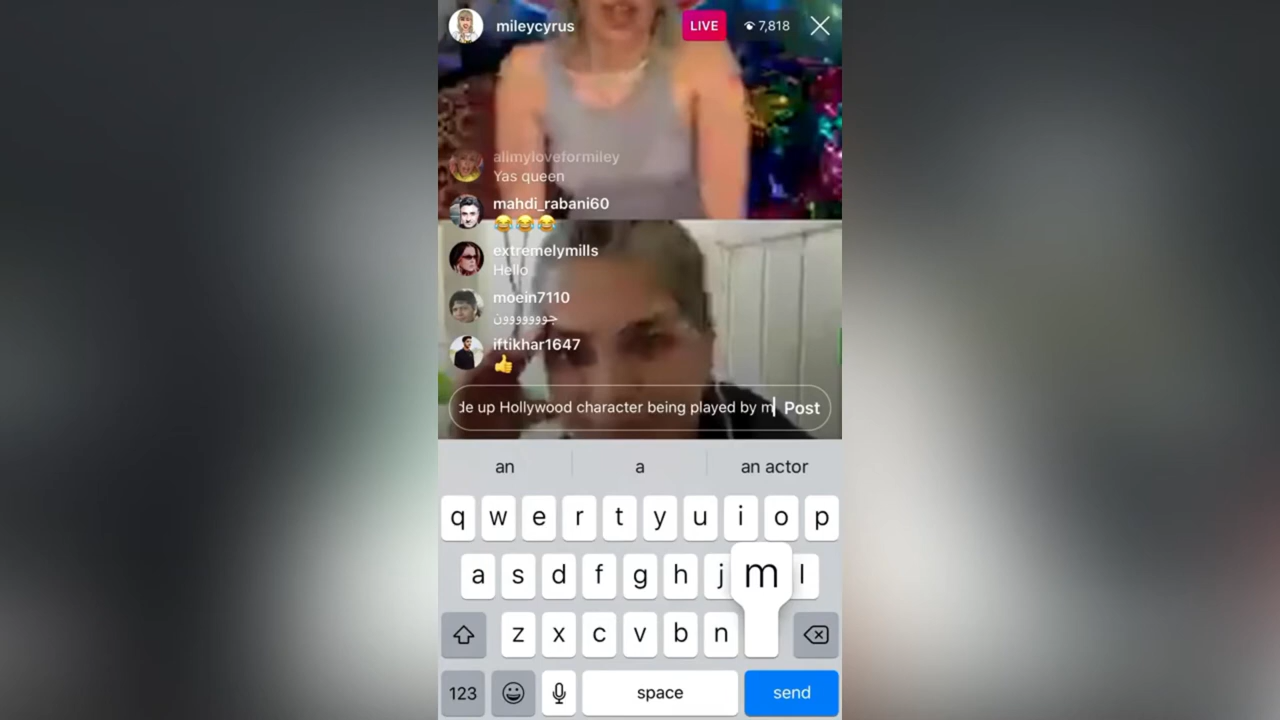 mileycyrus
LIVE
7,818
alimyloveformiley
Yas queen
mahdi_rabani60
😂😂😂
extremelymills
Hello
moein7110
جووووووون
iftikhar1647
👍
de up Hollywood character being played by m
Post
an
a
an actor
q w e r t y u i o p
a s d f g h j m l
z x c v b n
123
space
send